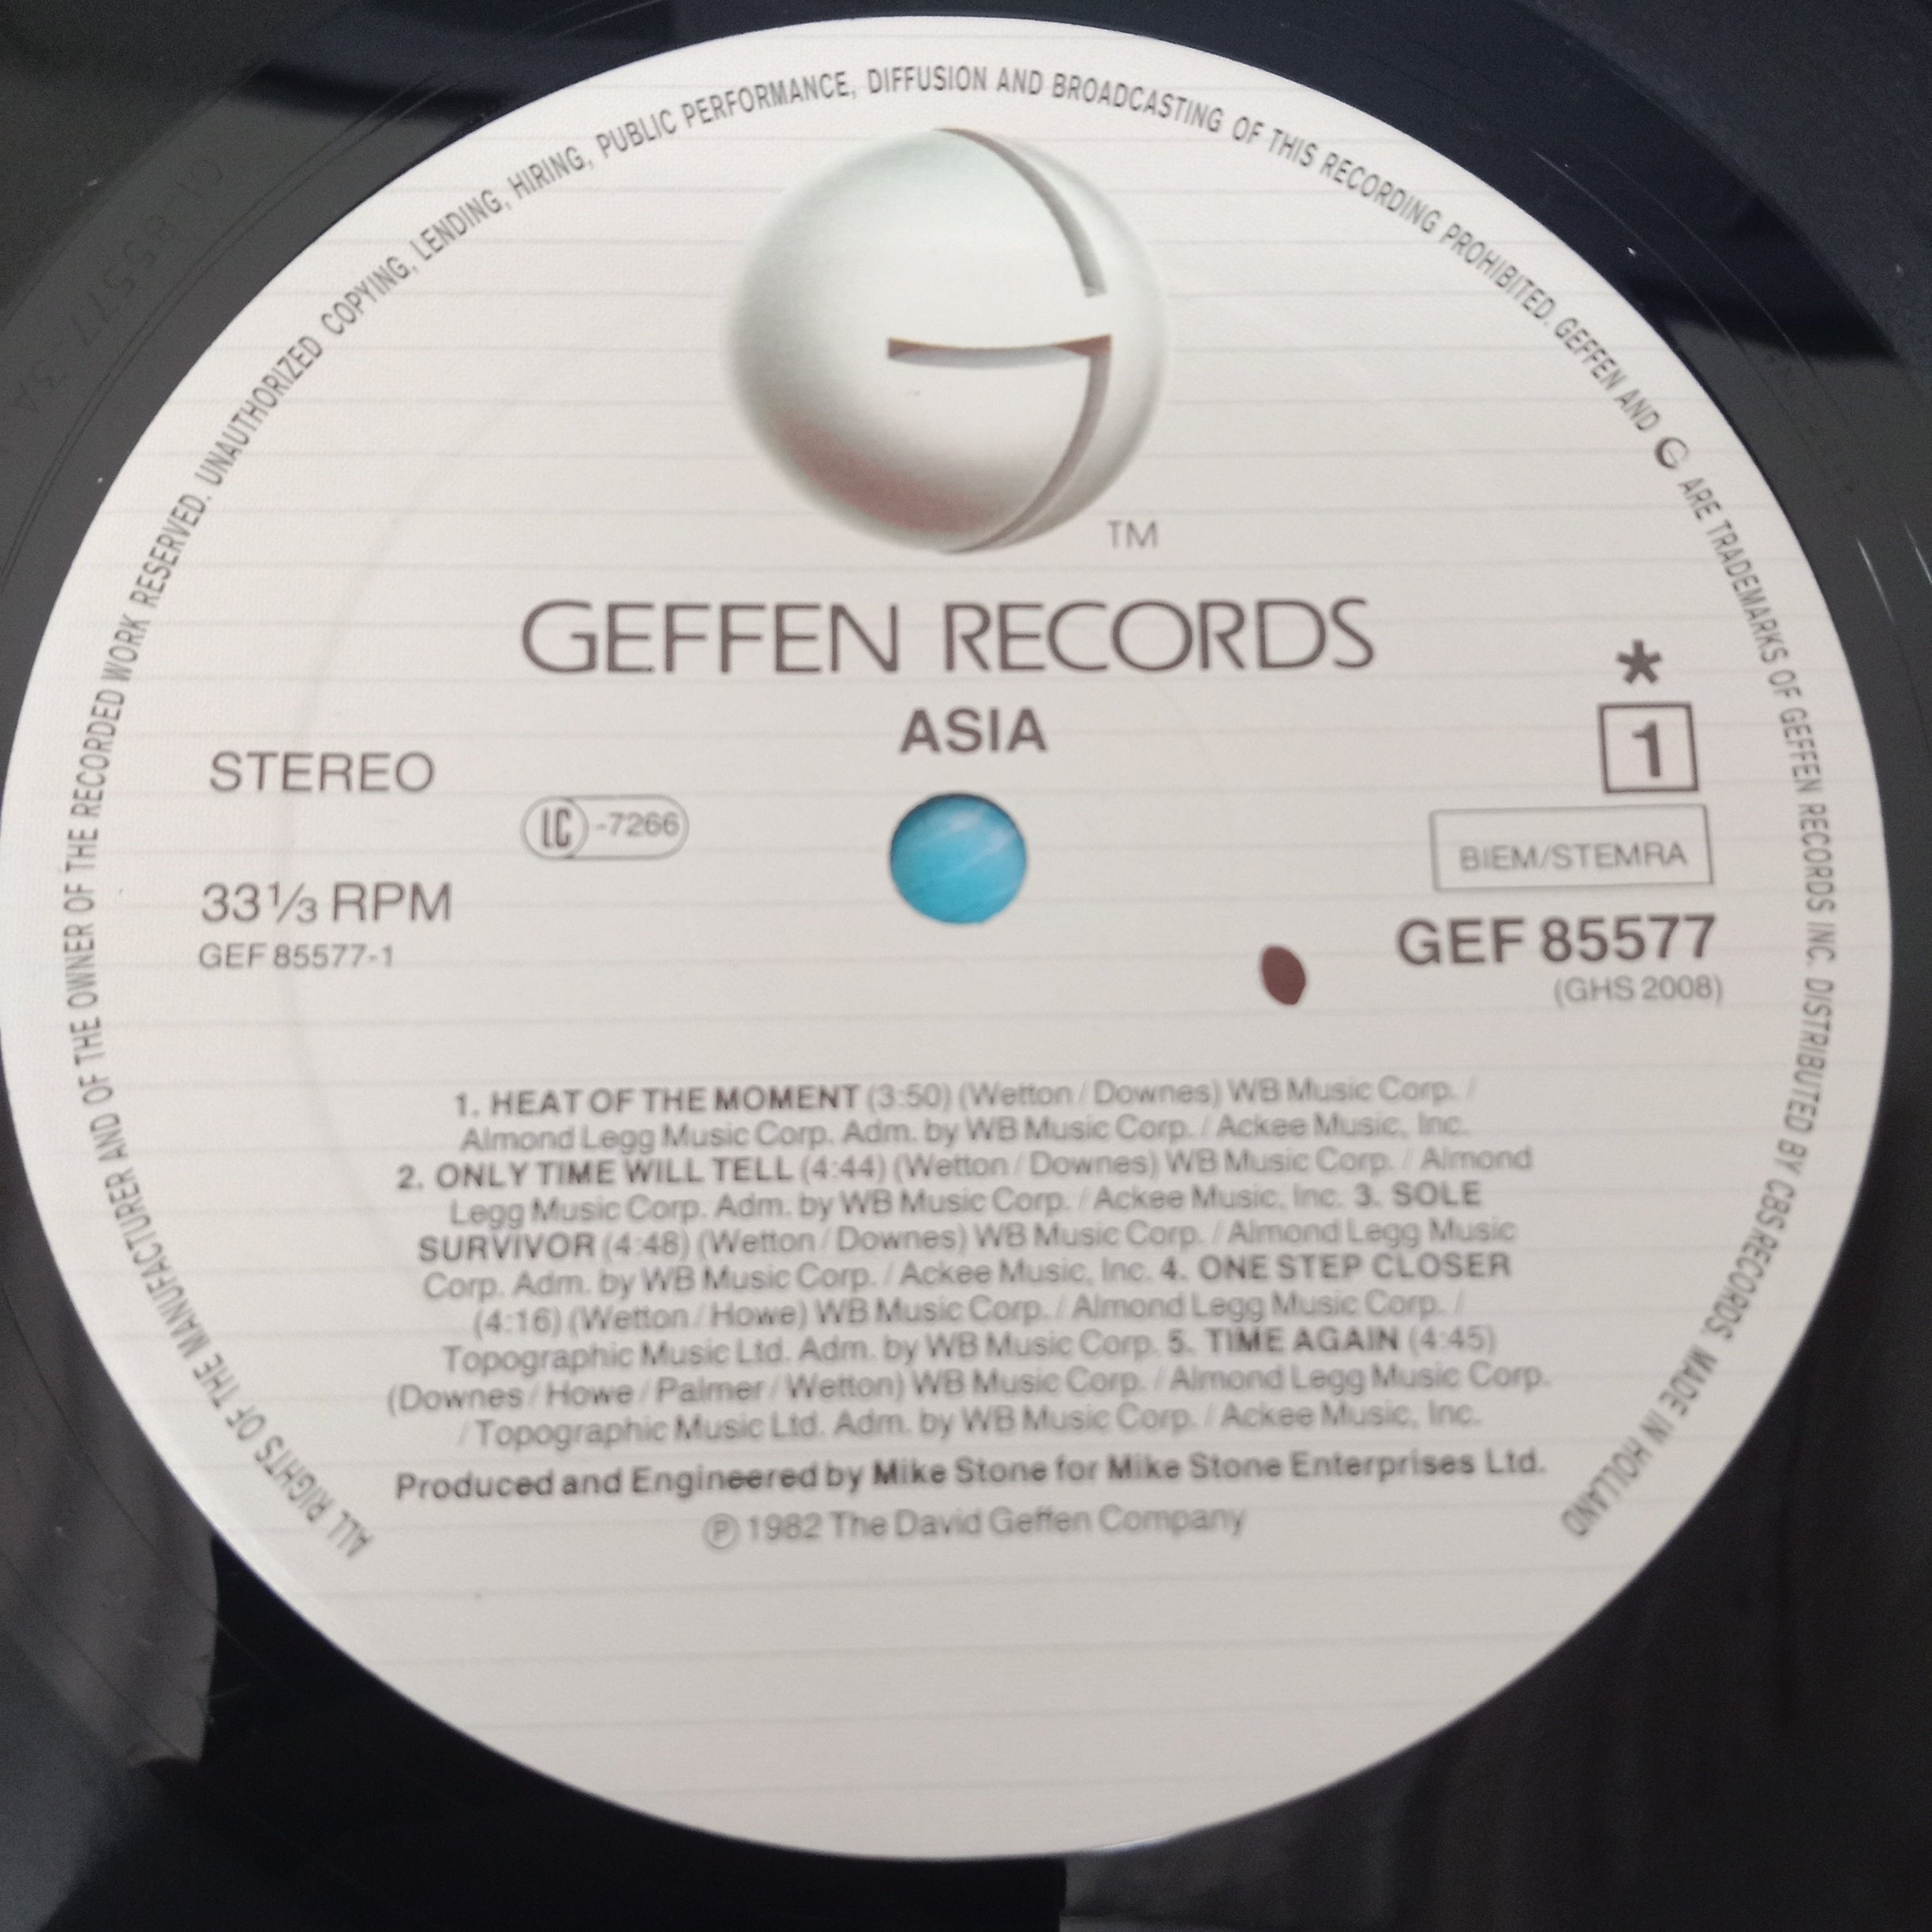 ALL RIGHTS OF THE MANUFACTURER AND OF THE OWNER OF THE RECORDED WORK RESERVED. UNAUTHORIZED COPYING, LENDING, HIRING, PUBLIC PERFORMANCE, DIFFUSION AND BROADCASTING OF THIS RECORDING PROHIBITED. GEFFEN AND G ARE TRADEMARKS OF GEFFEN RECORDS INC. DISTRIBUTED BY CBS RECORDS. MADE IN HOLLAND
TM
GEFFEN RECORDS
ASIA
STEREO
LC -7266
33⅓ RPM
GEF 85577-1
*
1
BIEM/STEMRA
GEF 85577
(GHS 2008)
1. HEAT OF THE MOMENT (3:50) (Wetton / Downes) WB Music Corp. /
Almond Legg Music Corp. Adm. by WB Music Corp. / Ackee Music, Inc.
2. ONLY TIME WILL TELL (4:44) (Wetton / Downes) WB Music Corp. / Almond
Legg Music Corp. Adm. by WB Music Corp. / Ackee Music, Inc. 3. SOLE
SURVIVOR (4:48) (Wetton / Downes) WB Music Corp. / Almond Legg Music
Corp. Adm. by WB Music Corp. / Ackee Music, Inc. 4. ONE STEP CLOSER
(4:16) (Wetton / Howe) WB Music Corp. / Almond Legg Music Corp. /
Topographic Music Ltd. Adm. by WB Music Corp. 5. TIME AGAIN (4:45)
(Downes / Howe / Palmer / Wetton) WB Music Corp. / Almond Legg Music Corp.
/ Topographic Music Ltd. Adm. by WB Music Corp. / Ackee Music, Inc.
Produced and Engineered by Mike Stone for Mike Stone Enterprises Ltd.
℗ 1982 The David Geffen Company